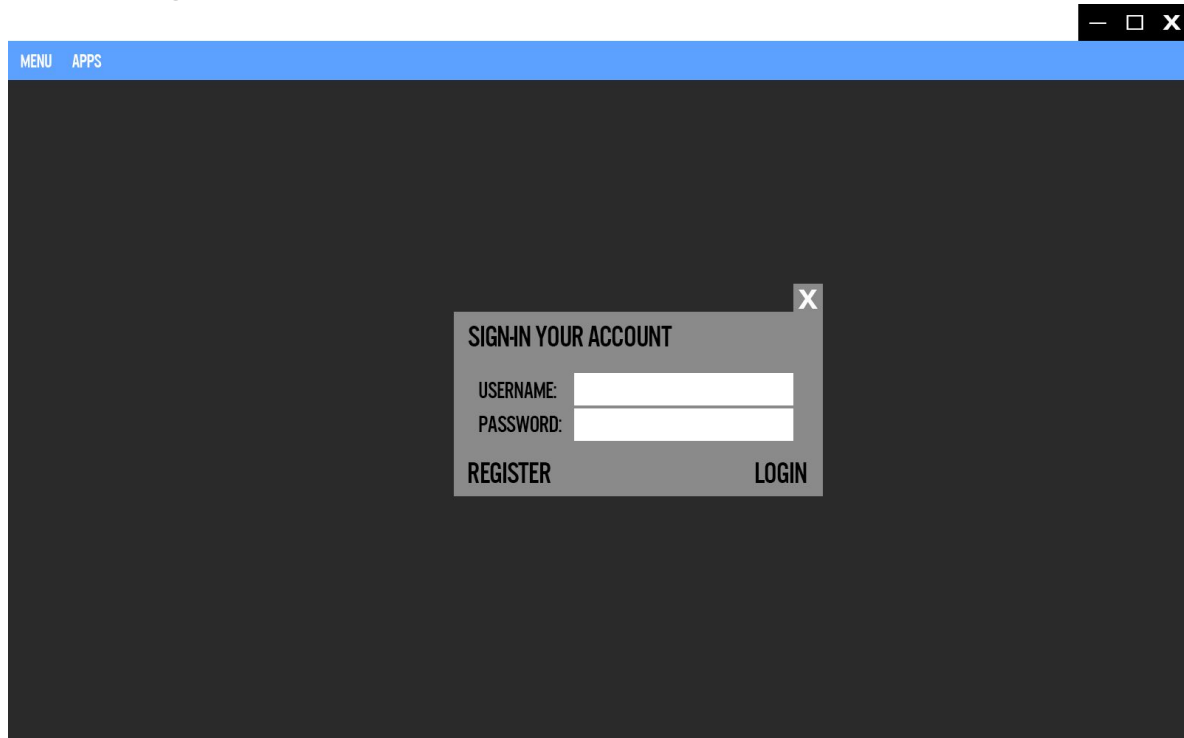 MENU APPS
X
SIGN-IN YOUR ACCOUNT
USERNAME:
PASSWORD:
REGISTER LOGIN